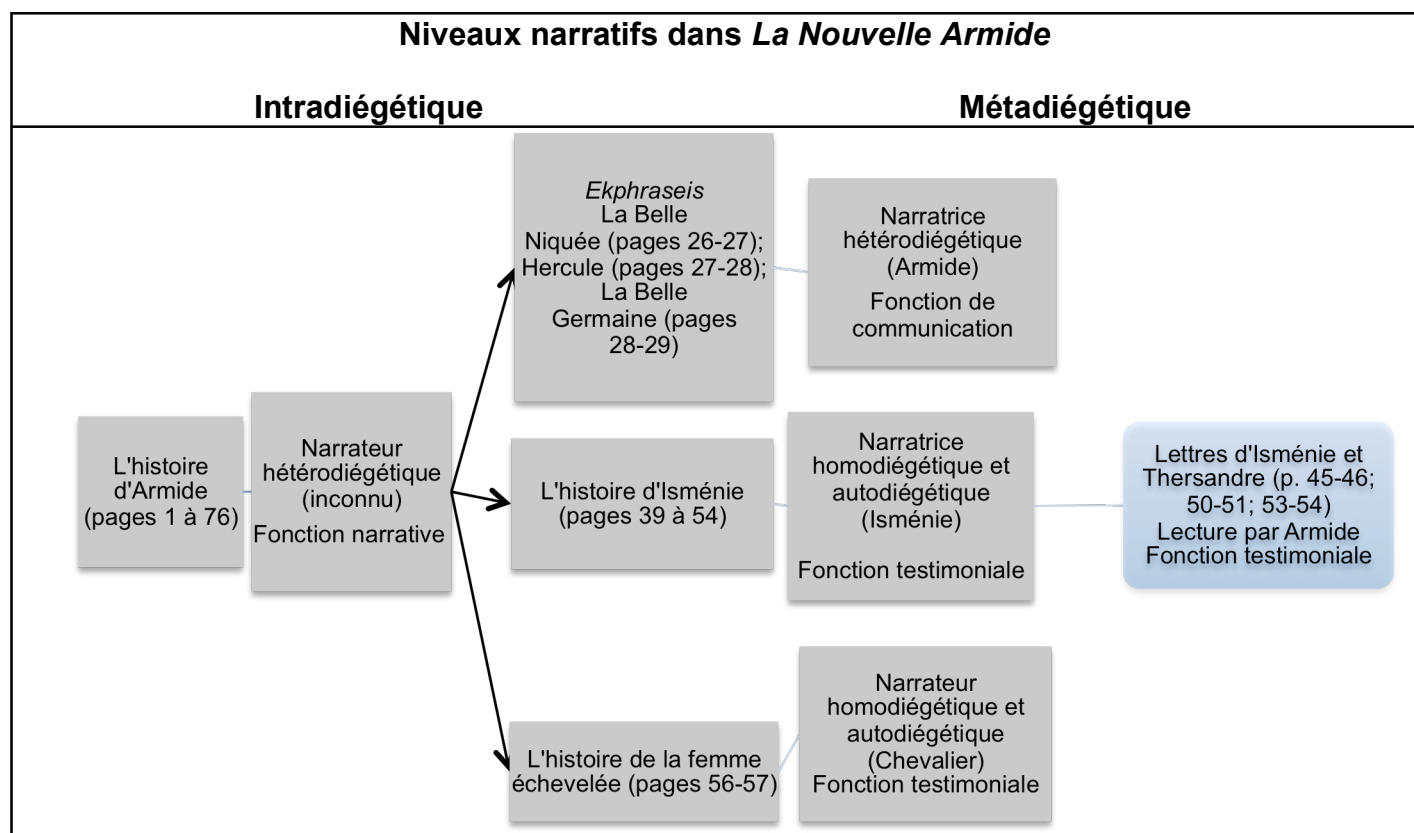 Niveaux narratifs dans La Nouvelle Armide
Intradiégétique
Métadiégétique
L'histoire
d'Armide
(pages 1 à 76)
Narrateur
hétérodiégétique
(inconnu)
Fonction narrative
Ekphraseis
La Belle
Niquée (pages 26-27);
Hercule (pages 27-28);
La Belle
Germaine (pages
28-29)
Narratrice
hétérodiégétique
(Armide)
Fonction de
communication
L'histoire d'Isménie
(pages 39 à 54)
Narratrice
homodiégétique et
autodiégétique
(Isménie)
Fonction testimoniale
Lettres d'Isménie et
Thersandre (p. 45-46;
50-51; 53-54)
Lecture par Armide
Fonction testimoniale
L'histoire de la femme
échevelée (pages 56-57)
Narrateur
homodiégétique et
autodiégétique
(Chevalier)
Fonction testimoniale